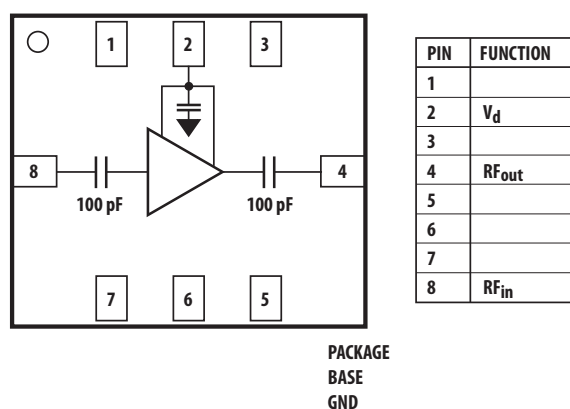 1 2 3
8 4
100 pF 100 pF
7 6 5
PACKAGE
BASE
GND
PIN FUNCTION
1
2 Vd
3
4 RFout
5
6
7
8 RFin